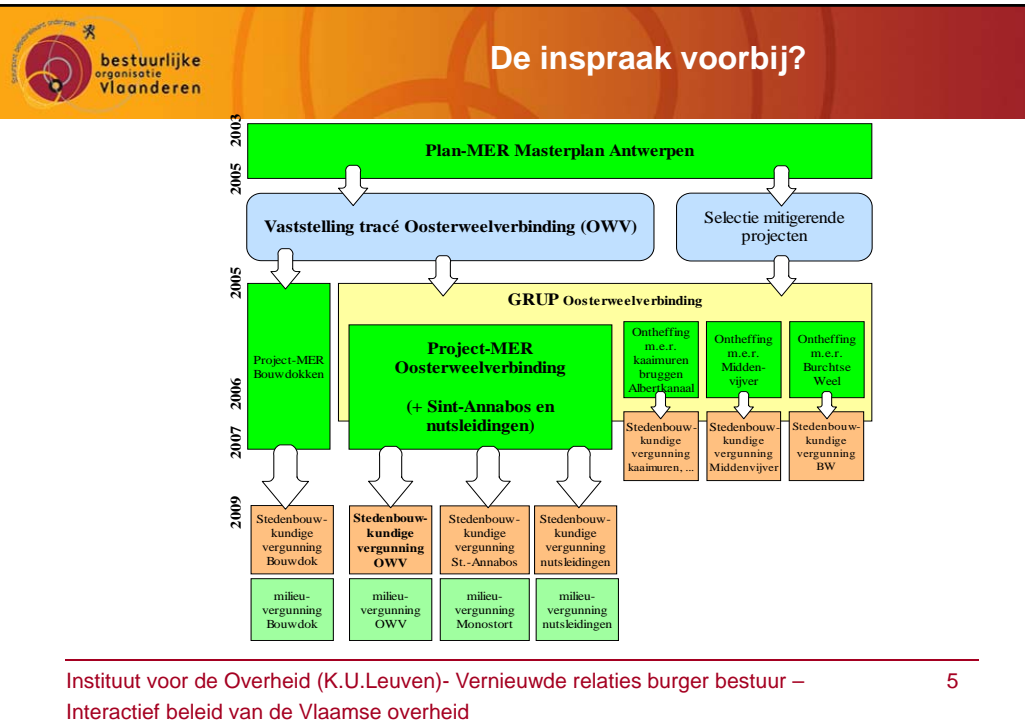 bestuurlijke
organisatie
Vlaanderen
De inspraak voorbij?
2003
2005
Plan-MER Masterplan Antwerpen
Vaststelling tracé Oosterweelverbinding (OWV)
Selectie mitigerende
projecten
2005
2006
2007
2009
GRUP Oosterweelverbinding
Project-MER
Bouwdokken
Project-MER
Oosterweelverbinding
(+ Sint-Annabos en
nutsleidingen)
Ontheffing
m.e.r.
kaaimuren
bruggen
Albertkanaal
Ontheffing
m.e.r.
Midden-
vijver
Ontheffing
m.e.r.
Burchtse
Weel
Stedenbouw-
kundige
vergunning
kaaimuren, ...
Stedenbouw-
kundige
vergunning
Middenvijver
Stedenbouw-
kundige
vergunning
BW
Stedenbouw-
kundige
vergunning
Bouwdok
Stedenbouw-
kundige
vergunning
OWV
Stedenbouw-
kundige
vergunning
St.-Annabos
Stedenbouw-
kundige
vergunning
nutsleidingen
milieu-
vergunning
Bouwdok
milieu-
vergunning
OWV
milieu-
vergunning
Monostort
milieu-
vergunning
nutsleidingen
Instituut voor de Overheid (K.U.Leuven)- Vernieuwde relaties burger bestuur –
Interactief beleid van de Vlaamse overheid
5